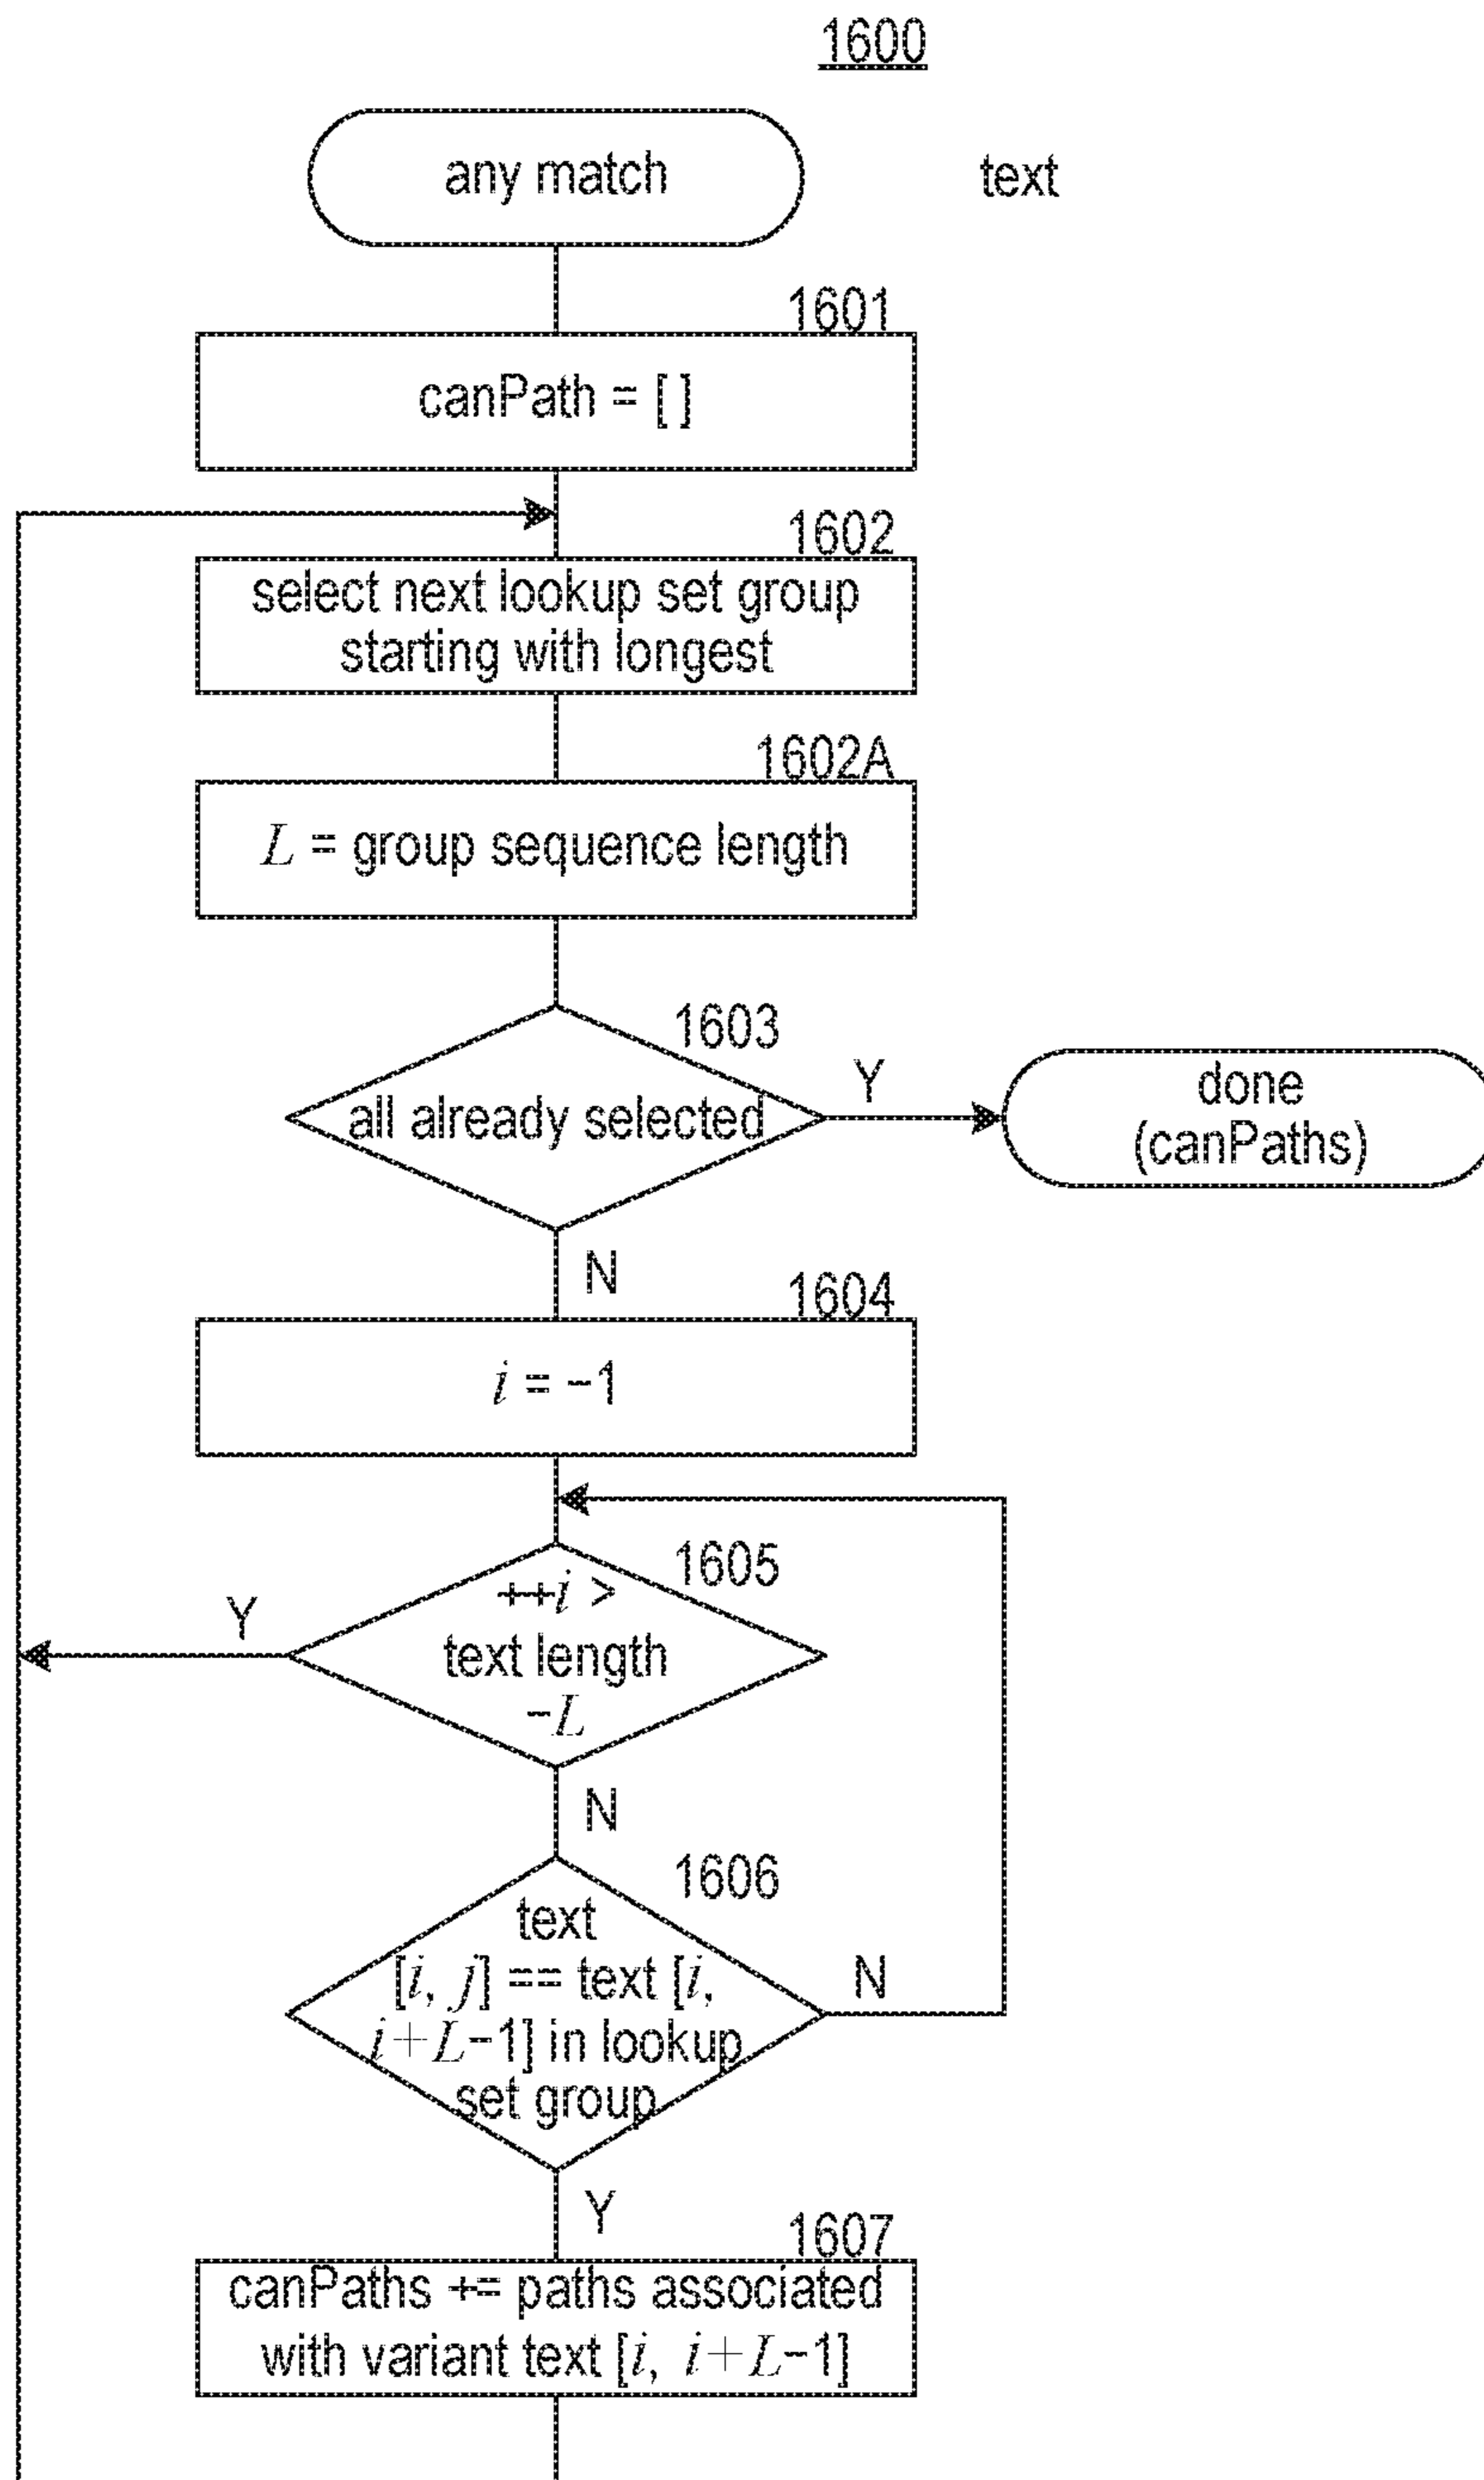 1600
any match
text
1601
canPath = [ ]
1602
select next lookup set group
starting with longest
1602A
L = group sequence length
1603
all already selected
Y
done
(canPaths)
N
1604
i = −1
1605
++i >
text length
−L
Y
N
1606
text
[i, j] == text [i,
i+L−1] in lookup
set group
N
Y
1607
canPaths += paths associated
with variant text [i, i+L−1]